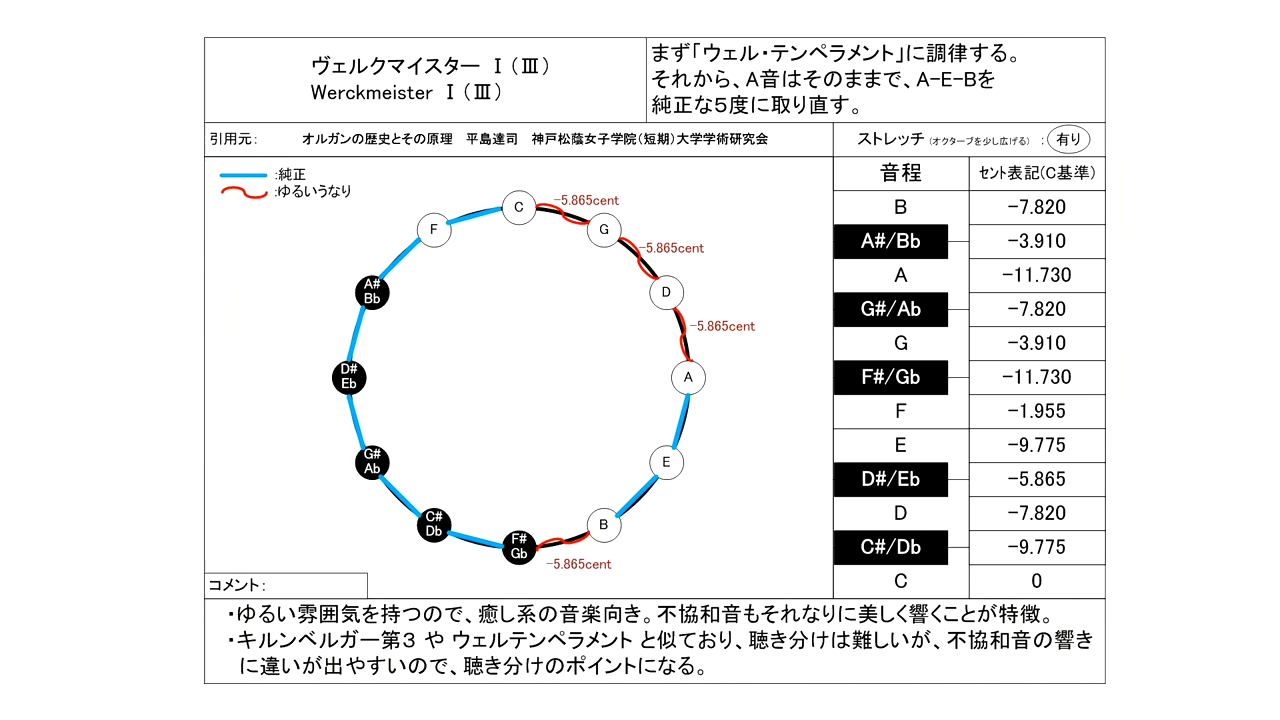 ヴェルクマイスター Ⅰ(Ⅲ)
Werckmeister Ⅰ(Ⅲ)
まず「ウェル・テンペラメント」に調律する。
それから、A音はそのままで、A-E-Bを
純正な5度に取り直す。
引用元: オルガンの歴史とその原理 平島達司 神戸松蔭女子学院(短期)大学学術研究会
ストレッチ (オクターブを少し広げる) : 有り
:純正
:ゆるいうなり
C
-5.865cent
G
-5.865cent
D
-5.865cent
A
E
B
-5.865cent
F#
Gb
C#
Db
G#
Ab
D#
Eb
A#
Bb
F
音程 セント表記(C基準)
B -7.820
A#/Bb -3.910
A -11.730
G#/Ab -7.820
G -3.910
F#/Gb -11.730
F -1.955
E -9.775
D#/Eb -5.865
D -7.820
C#/Db -9.775
C 0
コメント:
・ゆるい雰囲気を持つので、癒し系の音楽向き。不協和音もそれなりに美しく響くことが特徴。
・キルンベルガー第3 や ウェルテンペラメント と似ており、聴き分けは難しいが、不協和音の響き
に違いが出やすいので、聴き分けのポイントになる。